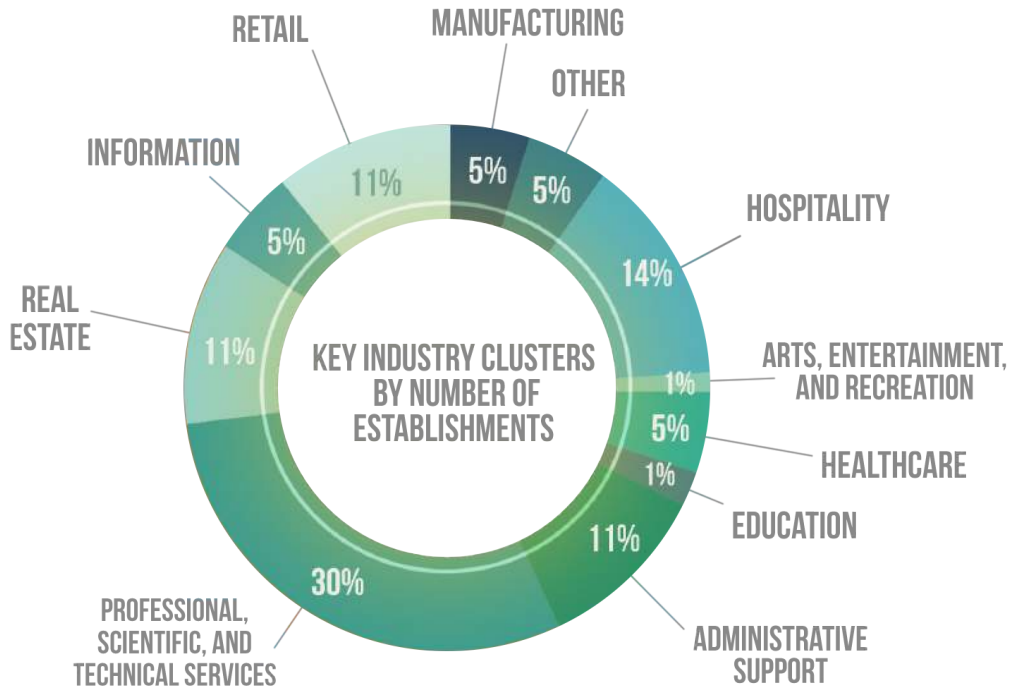 RETAIL
MANUFACTURING
OTHER
INFORMATION
HOSPITALITY
REAL
ESTATE
ARTS, ENTERTAINMENT,
AND RECREATION
HEALTHCARE
EDUCATION
ADMINISTRATIVE
SUPPORT
PROFESSIONAL,
SCIENTIFIC, AND
TECHNICAL SERVICES
11%
5%
5%
5%
14%
11%
1%
5%
1%
11%
30%
KEY INDUSTRY CLUSTERS
BY NUMBER OF
ESTABLISHMENTS